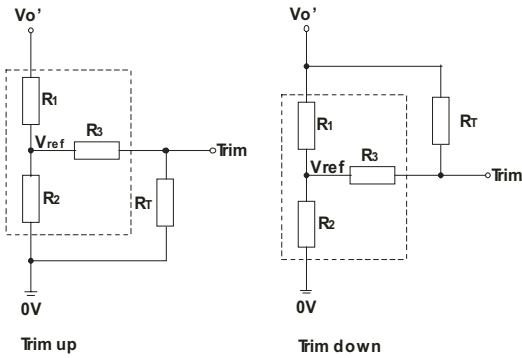 Vo'
R1
Vref
R3
Trim
R2
RT
0V
Trim up
Vo'
R1
RT
Vref
R3
Trim
R2
0V
Trim down